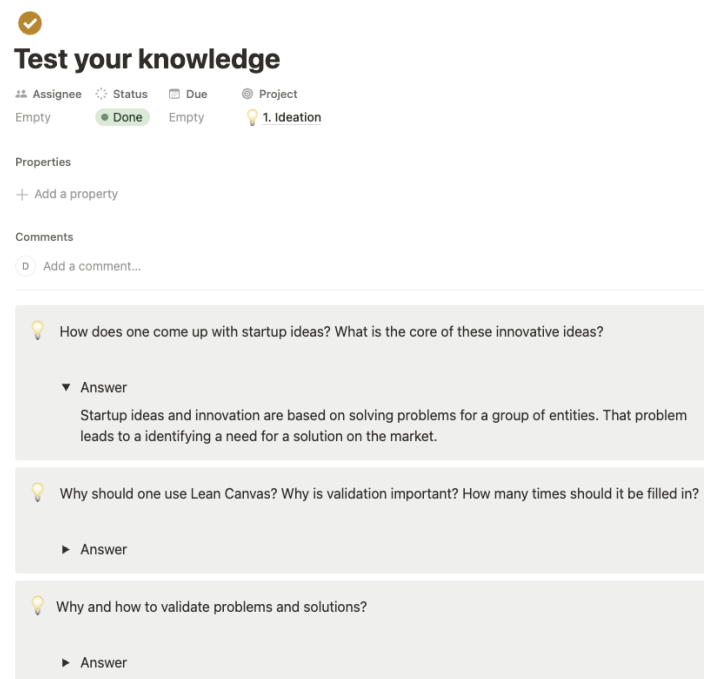 Test your knowledge
Assignee Status Due Project
Empty Done Empty 1. Ideation
Properties
Add a property
Comments
D Add a comment...
How does one come up with startup ideas? What is the core of these innovative ideas?
Answer
Startup ideas and innovation are based on solving problems for a group of entities. That problem
leads to a identifying a need for a solution on the market.
Why should one use Lean Canvas? Why is validation important? How many times should it be filled in?
Answer
Why and how to validate problems and solutions?
Answer